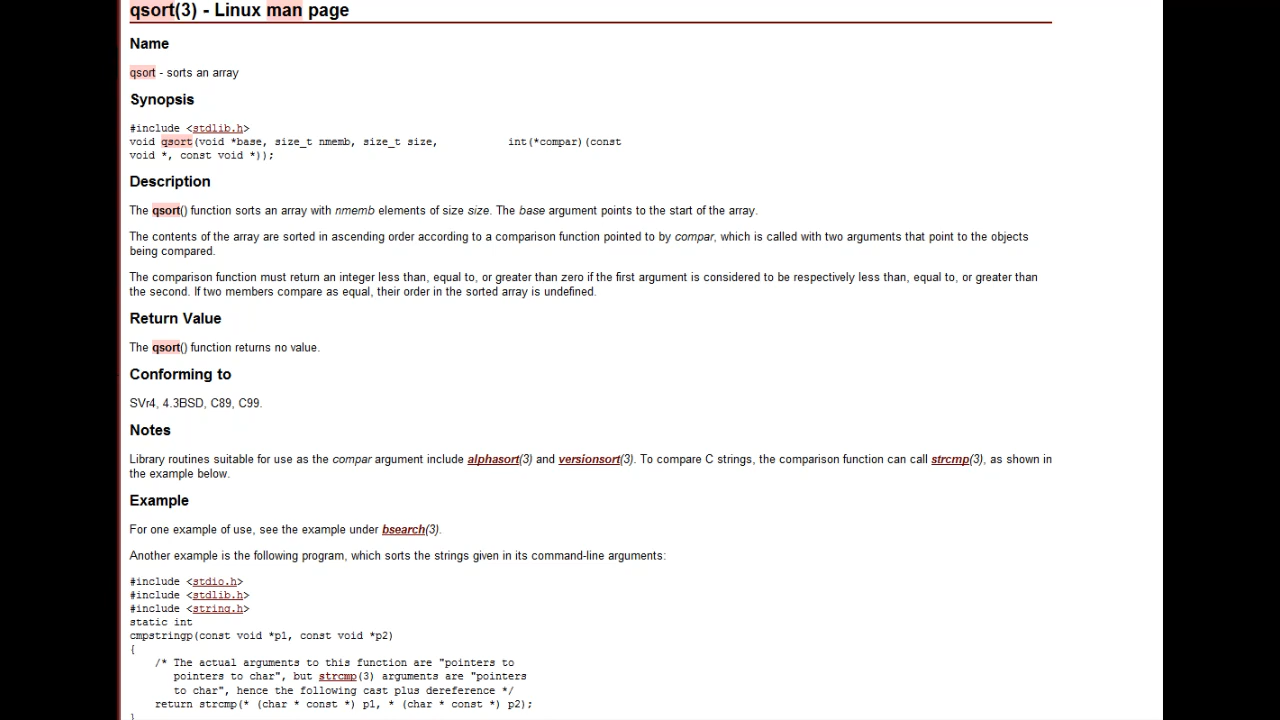 qsort(3) - Linux man page
Name
qsort - sorts an array
Synopsis
#include <stdlib.h>
void qsort(void *base, size_t nmemb, size_t size, int(*compar)(const
void *, const void *));
Description
The qsort() function sorts an array with nmemb elements of size size. The base argument points to the start of the array.
The contents of the array are sorted in ascending order according to a comparison function pointed to by compar, which is called with two arguments that point to the objects
being compared.
The comparison function must return an integer less than, equal to, or greater than zero if the first argument is considered to be respectively less than, equal to, or greater than
the second. If two members compare as equal, their order in the sorted array is undefined.
Return Value
The qsort() function returns no value.
Conforming to
SVr4, 4.3BSD, C89, C99.
Notes
Library routines suitable for use as the compar argument include alphasort(3) and versionsort(3). To compare C strings, the comparison function can call strcmp(3), as shown in
the example below.
Example
For one example of use, see the example under bsearch(3).
Another example is the following program, which sorts the strings given in its command-line arguments:
#include <stdio.h>
#include <stdlib.h>
#include <string.h>
static int
cmpstringp(const void *p1, const void *p2)
{
/* The actual arguments to this function are "pointers to
pointers to char", but strcmp(3) arguments are "pointers
to char", hence the following cast plus dereference */
return strcmp(* (char * const *) p1, * (char * const *) p2);
}